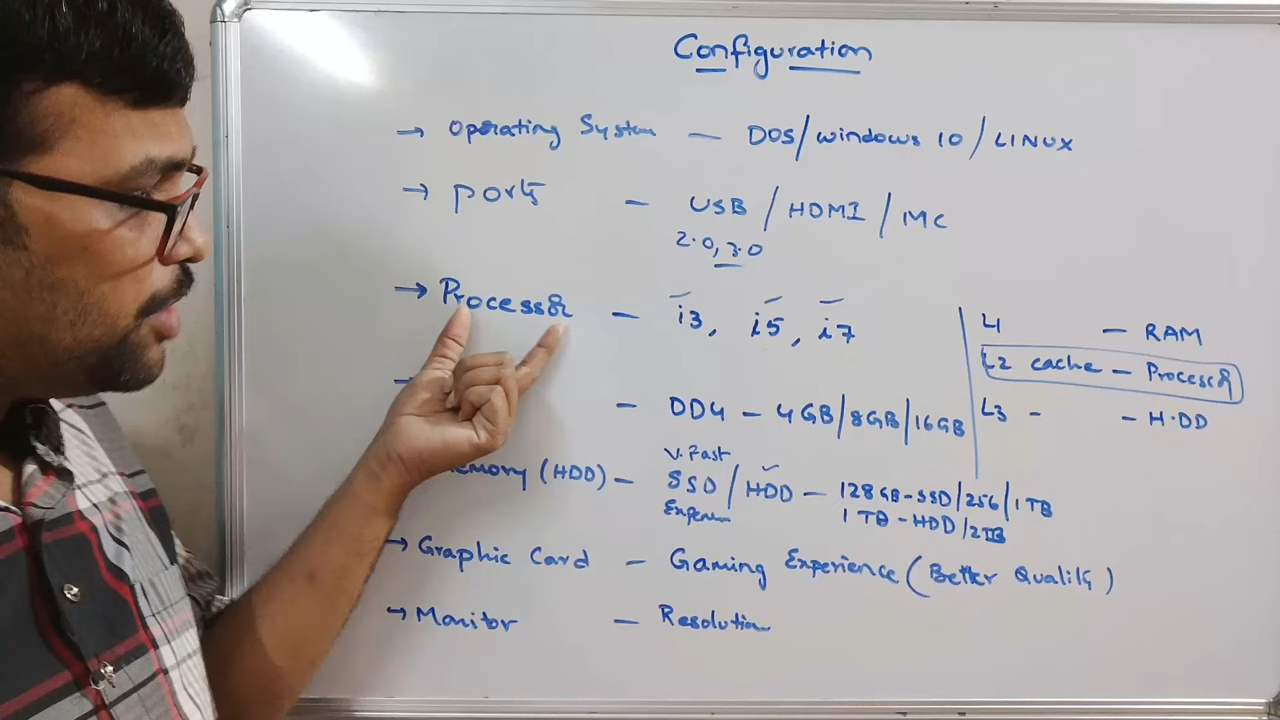 Configuration
→ Operating System — DOS/windows 10/LINUX
→ ports — USB / HDMI / MC
2.0, 3.0
→ Processor — i3, i5, i7
L1 — RAM
L2 cache — Processor
L3 - - H.DD
→ — DD4 — 4GB/8GB/16GB
emory (HDD) — SSD / HDD — 128GB-SSD/256/1TB
V. Fast
1 TB - HDD/2TB
→ Graphic Card — Gaming Experience (Better Quality)
→ Monitor — Resolution